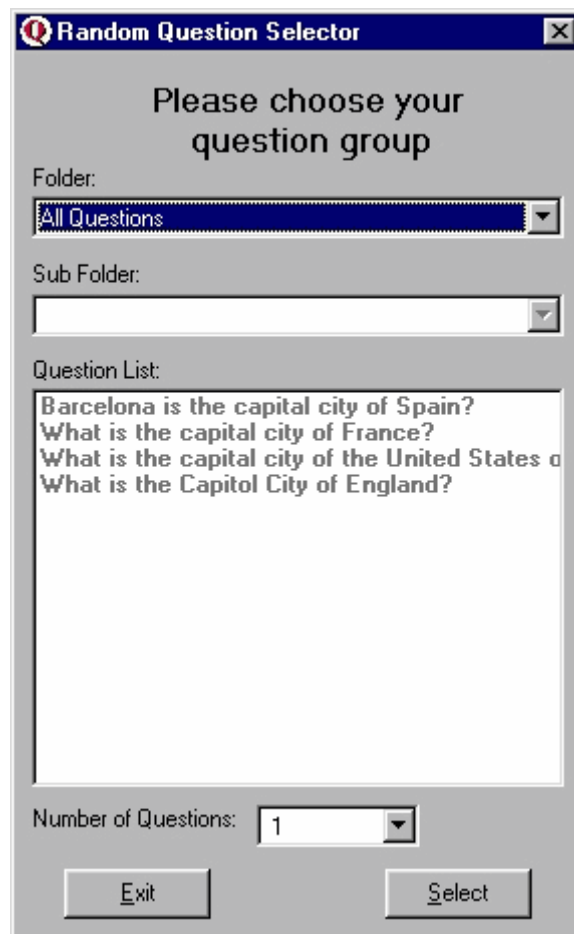 Q Random Question Selector
Please choose your
question group
Folder:
All Questions
Sub Folder:
Question List:
Barcelona is the capital city of Spain?
What is the capital city of France?
What is the capital city of the United States o
What is the Capitol City of England?
Number of Questions: 1
Exit Select